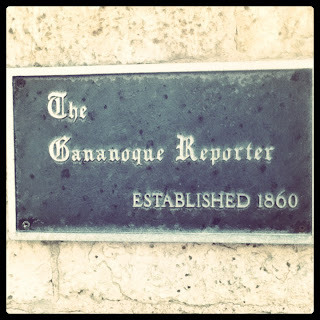 The
Gananoque Reporter
ESTABLISHED 1860